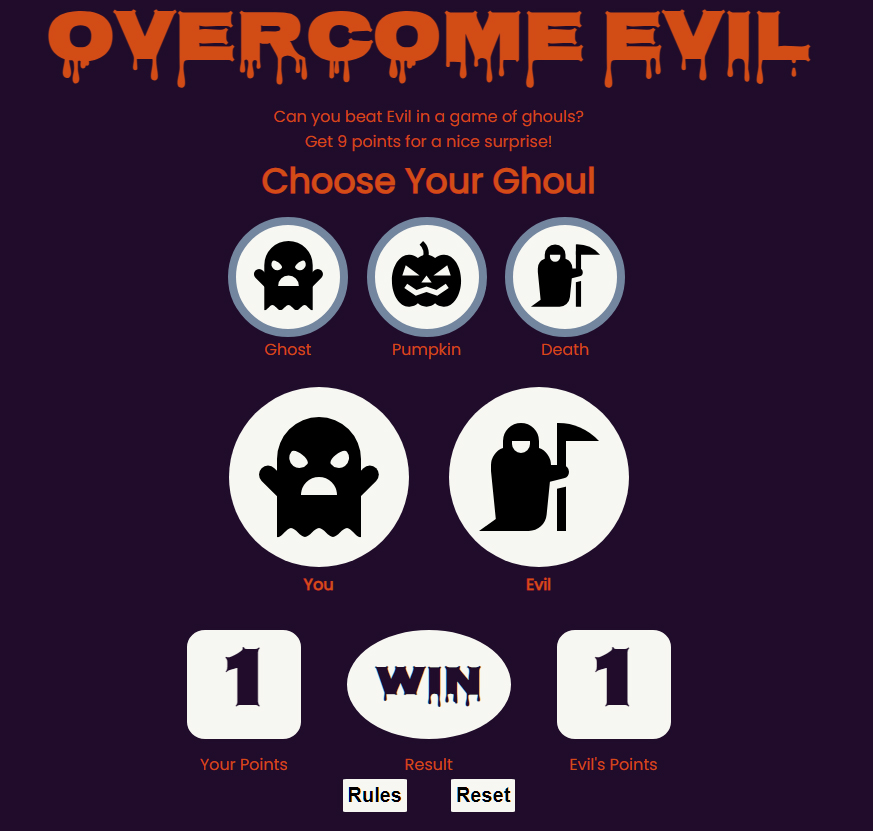 OVERCOME EVIL
Can you beat Evil in a game of ghouls?
Get 9 points for a nice surprise!
Choose Your Ghoul
Ghost Pumpkin Death
You Evil
1 WIN 1
Your Points Result Evil's Points
Rules Reset